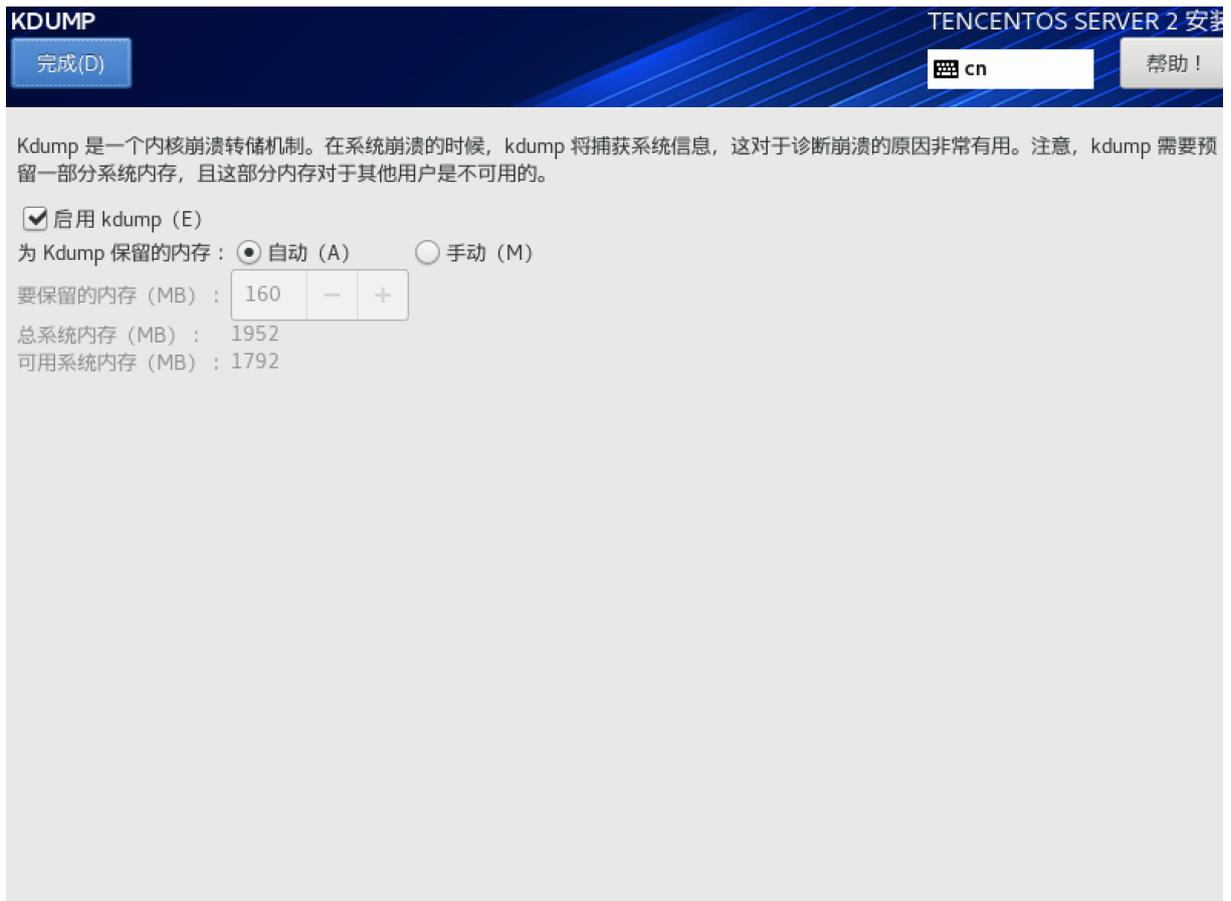 KDUMP
TENCENTOS SERVER 2 安装
完成(D)
cn
帮助！
Kdump 是一个内核崩溃转储机制。在系统崩溃的时候，kdump 将捕获系统信息，这对于诊断崩溃的原因非常有用。注意，kdump 需要预
留一部分系统内存，且这部分内存对于其他用户是不可用的。
启用 kdump（E）
为 Kdump 保留的内存： 自动（A） 手动（M）
要保留的内存（MB）： 160 − +
总系统内存（MB）： 1952
可用系统内存（MB）： 1792